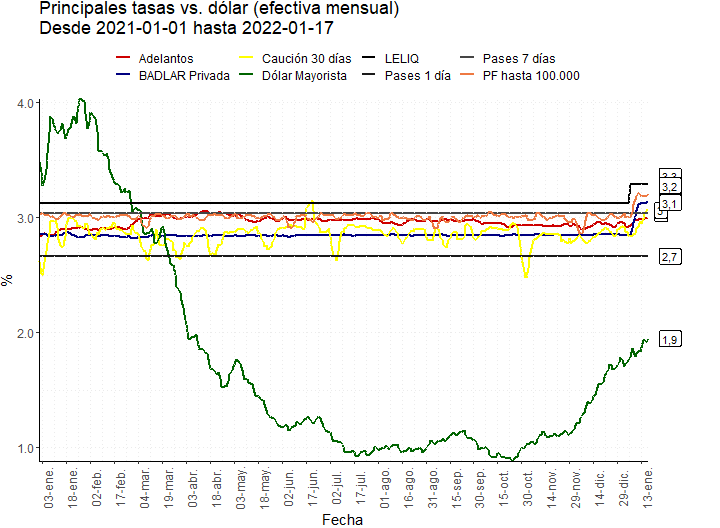 Principales tasas vs. dólar (efectiva mensual)
Desde 2021-01-01 hasta 2022-01-17
Adelantos Caución 30 días LELIQ Pases 7 días
BADLAR Privada Dólar Mayorista Pases 1 día PF hasta 100.000
4.0
3.0
2.0
1.0
%
3,2
3,1
2,7
1,9
03-ene.
18-ene.
02-feb.
17-feb.
04-mar.
19-mar.
03-abr.
18-abr.
03-may.
18-may.
02-jun.
17-jun.
02-jul.
17-jul.
01-ago.
16-ago.
31-ago.
15-sep.
30-sep.
15-oct.
30-oct.
14-nov.
29-nov.
14-dic.
29-dic.
13-ene.
Fecha